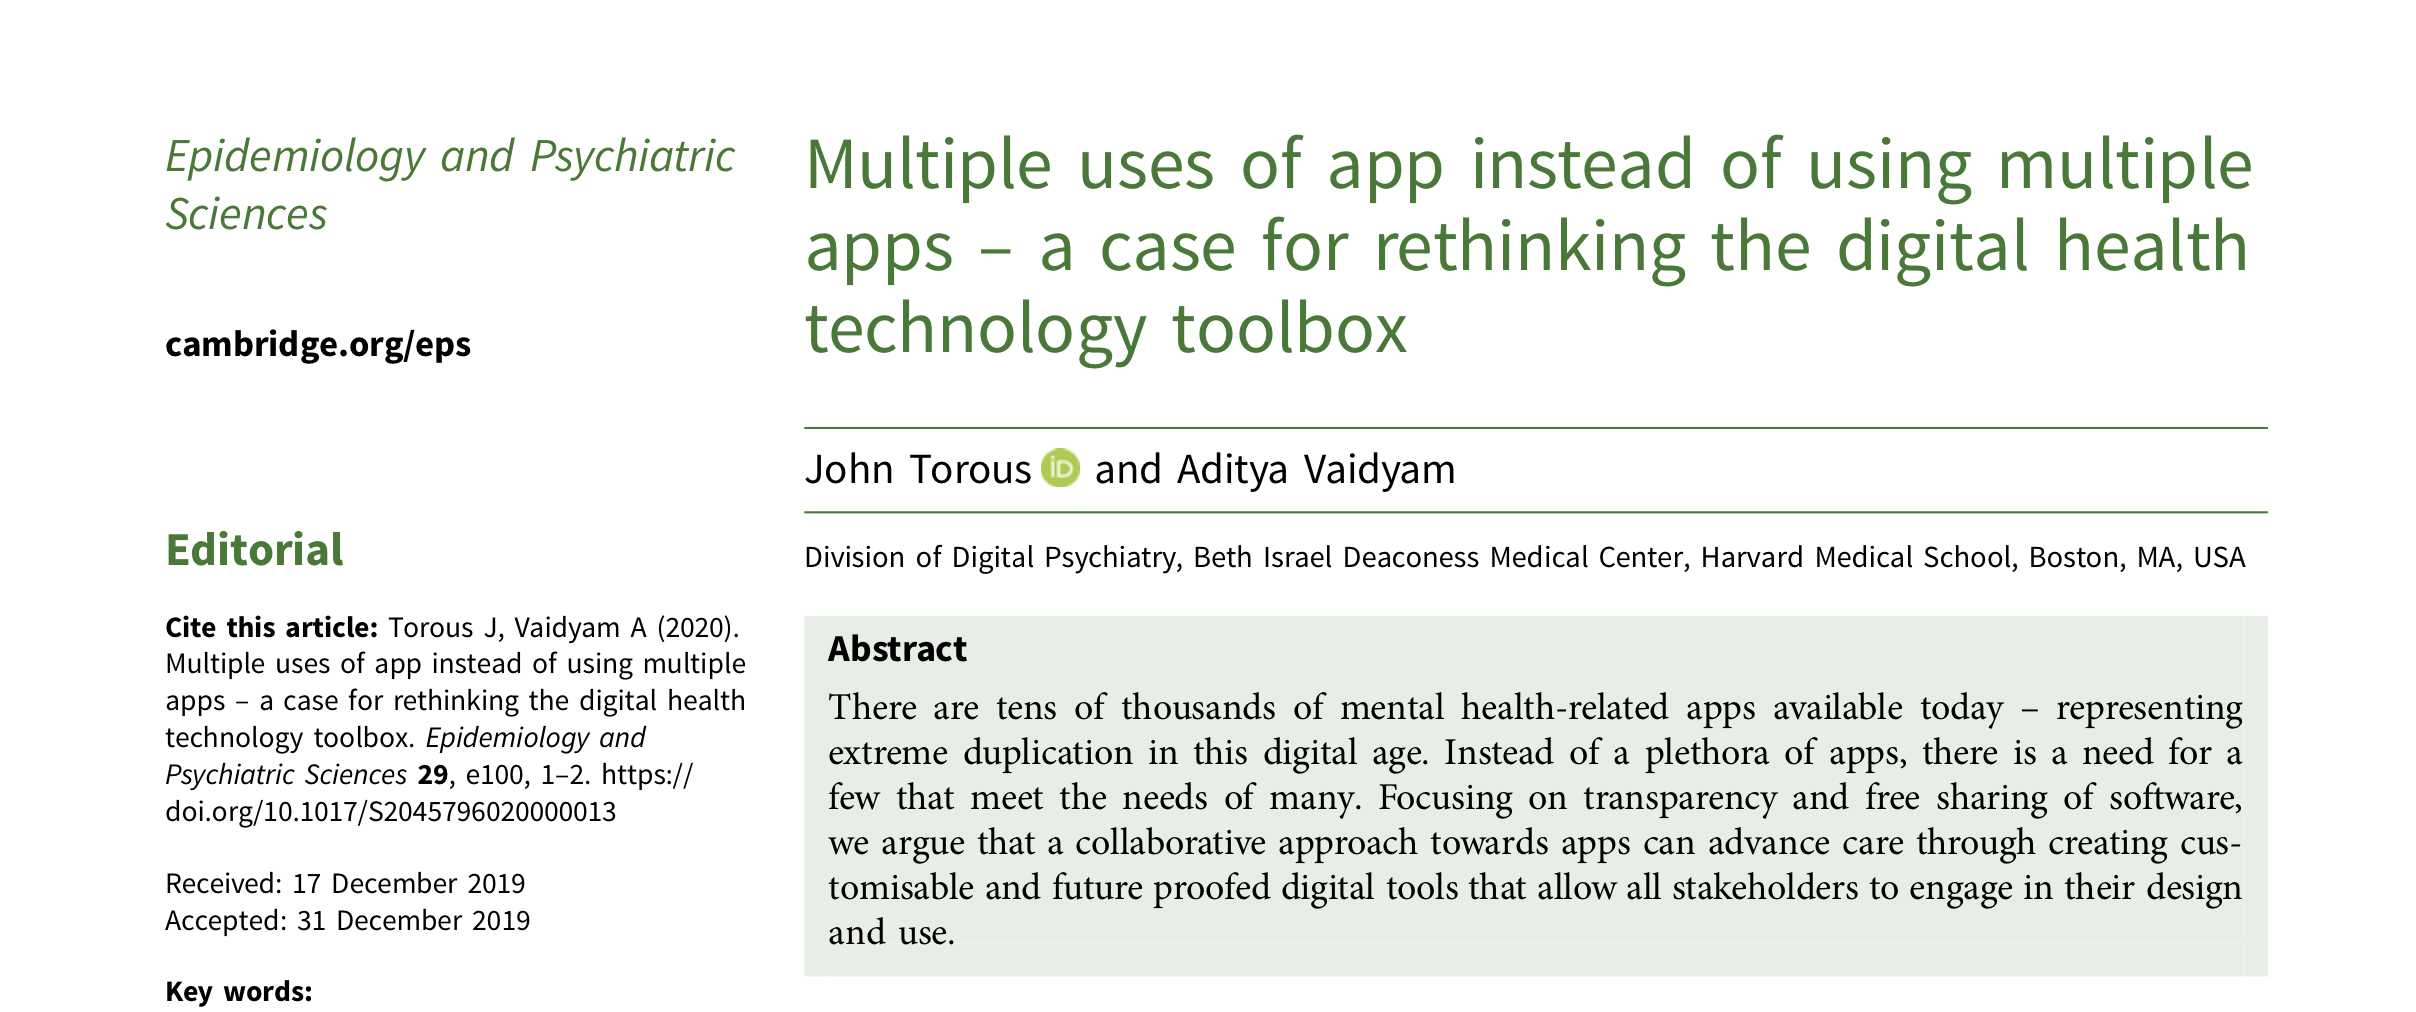 Epidemiology and Psychiatric
Sciences
cambridge.org/eps
Editorial
Cite this article: Torous J, Vaidyam A (2020).
Multiple uses of app instead of using multiple
apps – a case for rethinking the digital health
technology toolbox. Epidemiology and
Psychiatric Sciences 29, e100, 1–2. https://
doi.org/10.1017/S2045796020000013
Received: 17 December 2019
Accepted: 31 December 2019
Key words:
Multiple uses of app instead of using multiple
apps – a case for rethinking the digital health
technology toolbox
John Torous iD and Aditya Vaidyam
Division of Digital Psychiatry, Beth Israel Deaconess Medical Center, Harvard Medical School, Boston, MA, USA
Abstract
There are tens of thousands of mental health-related apps available today – representing
extreme duplication in this digital age. Instead of a plethora of apps, there is a need for a
few that meet the needs of many. Focusing on transparency and free sharing of software,
we argue that a collaborative approach towards apps can advance care through creating cus-
tomisable and future proofed digital tools that allow all stakeholders to engage in their design
and use.